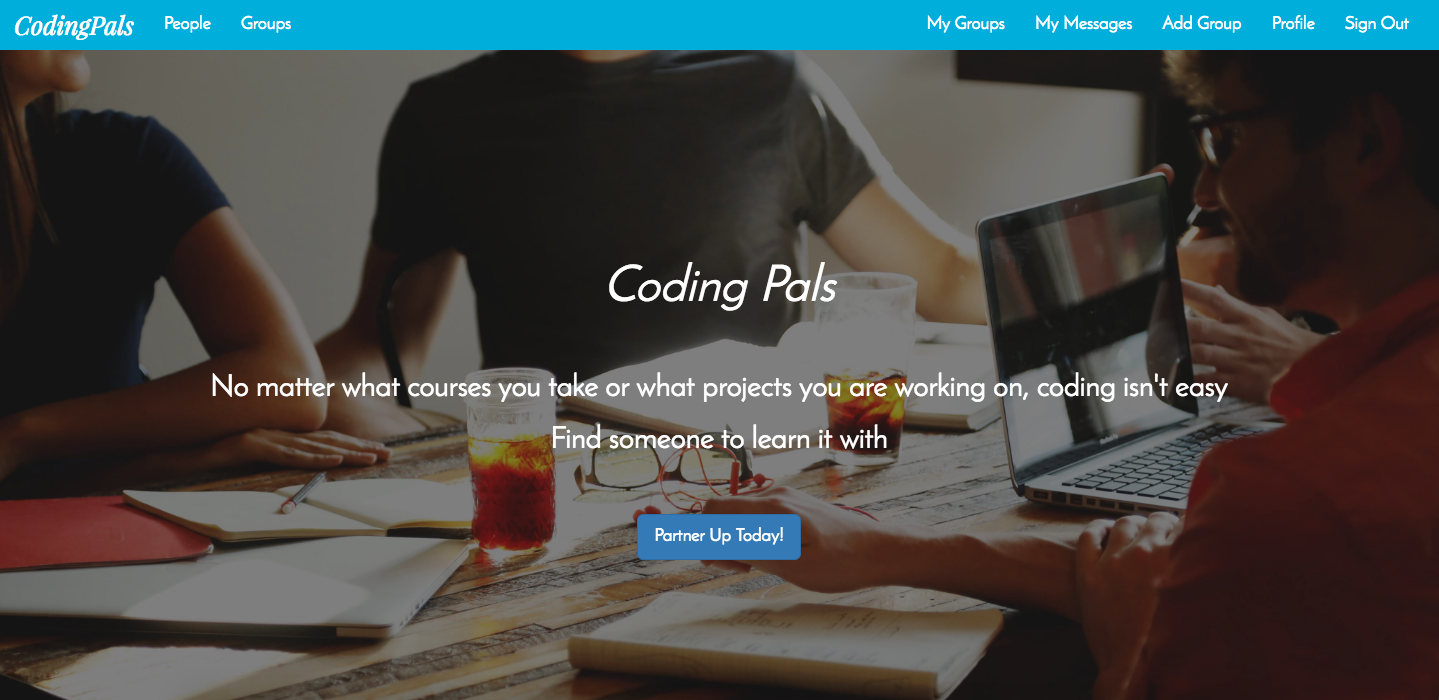 CodingPals People Groups My Groups My Messages Add Group Profile Sign Out
Coding Pals
No matter what courses you take or what projects you are working on, coding isn't easy
Find someone to learn it with
Partner Up Today!